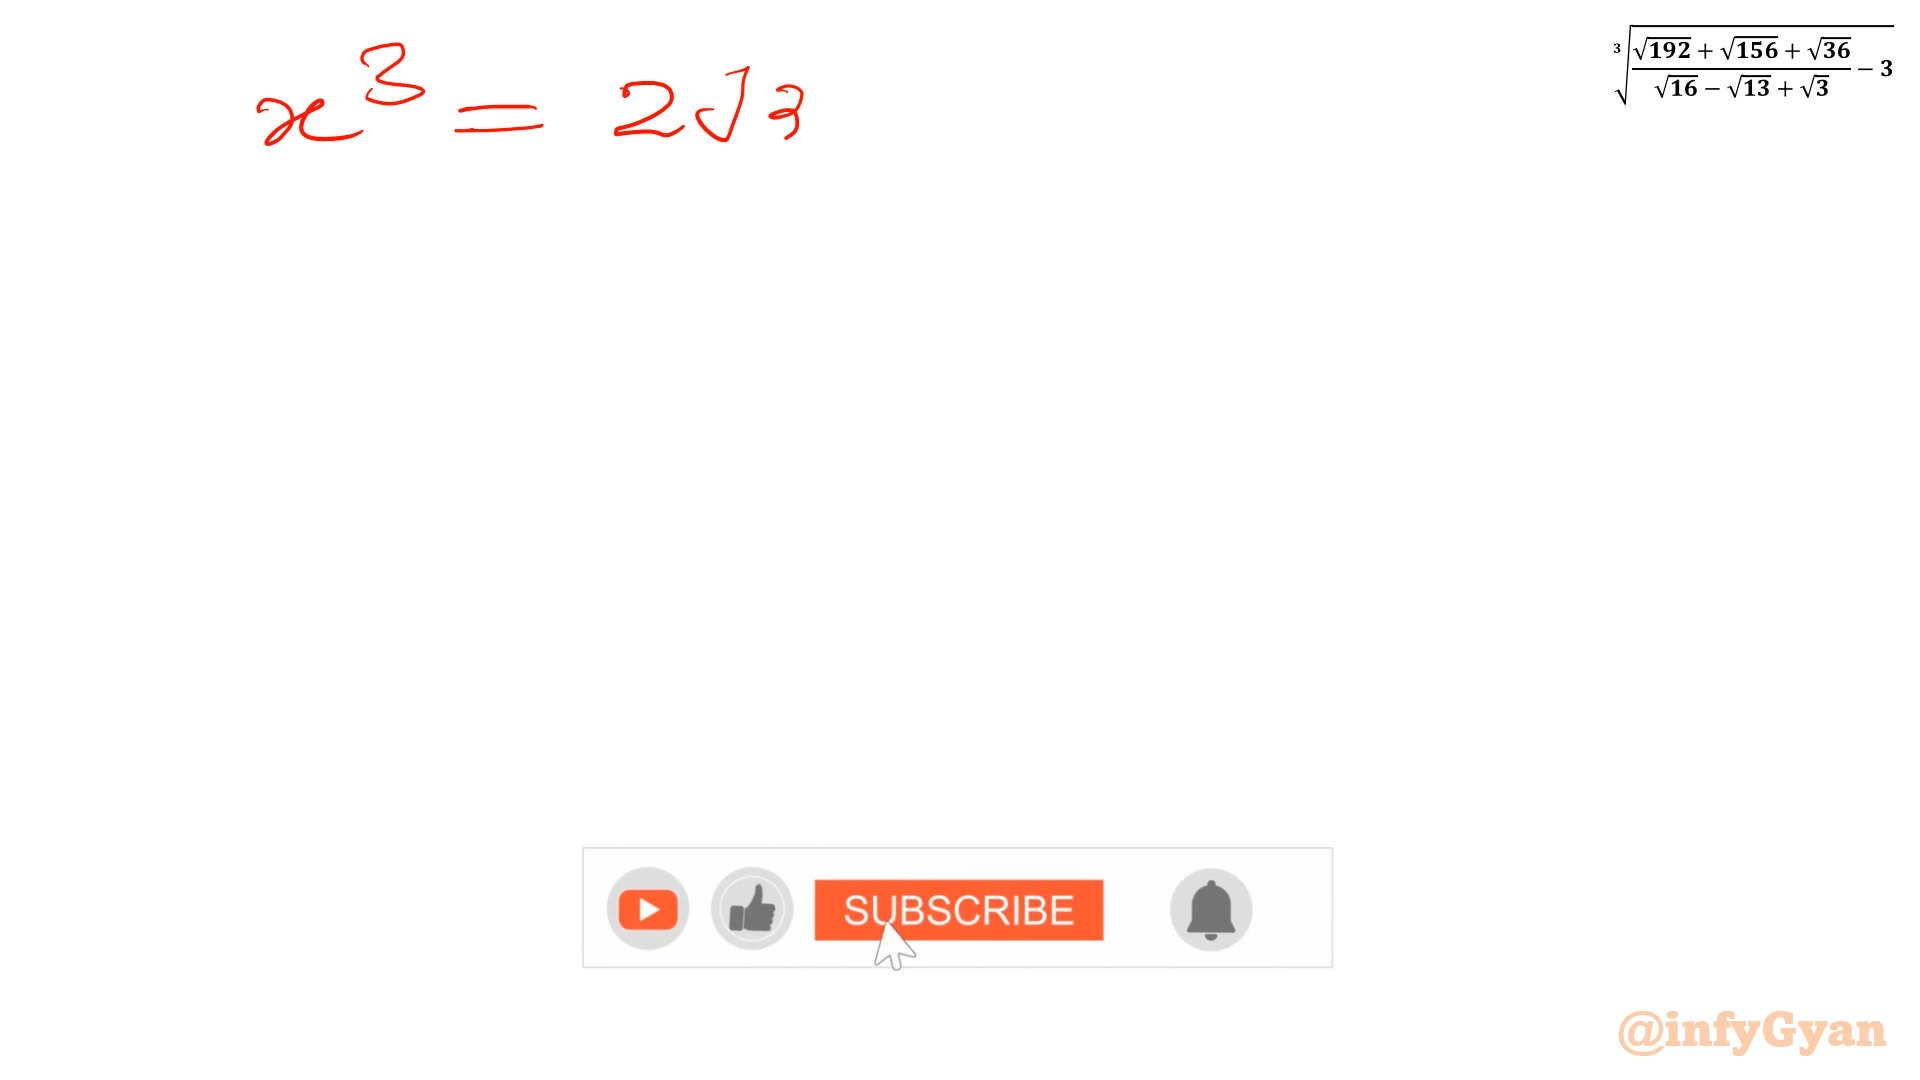 x³ = 2√3
∛((√192 + √156 + √36)/(√16 − √13 + √3) − 3)
SUBSCRIBE
@infyGyan